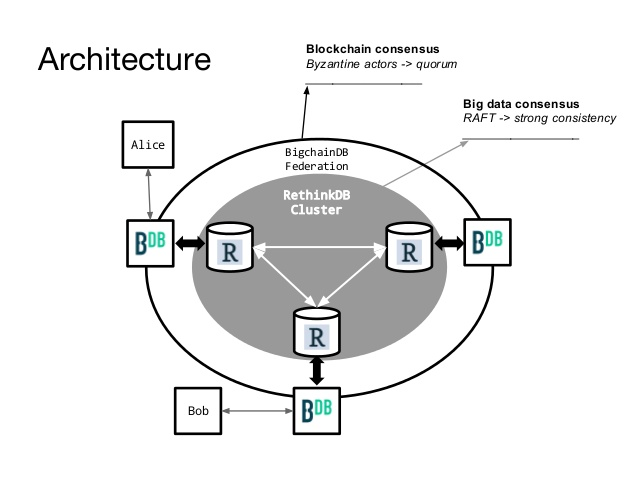 Architecture
Blockchain consensus
Byzantine actors -> quorum
Big data consensus
RAFT -> strong consistency
Alice
BigchainDB
Federation
RethinkDB
Cluster
BDB
R
R
BDB
R
Bob
BDB